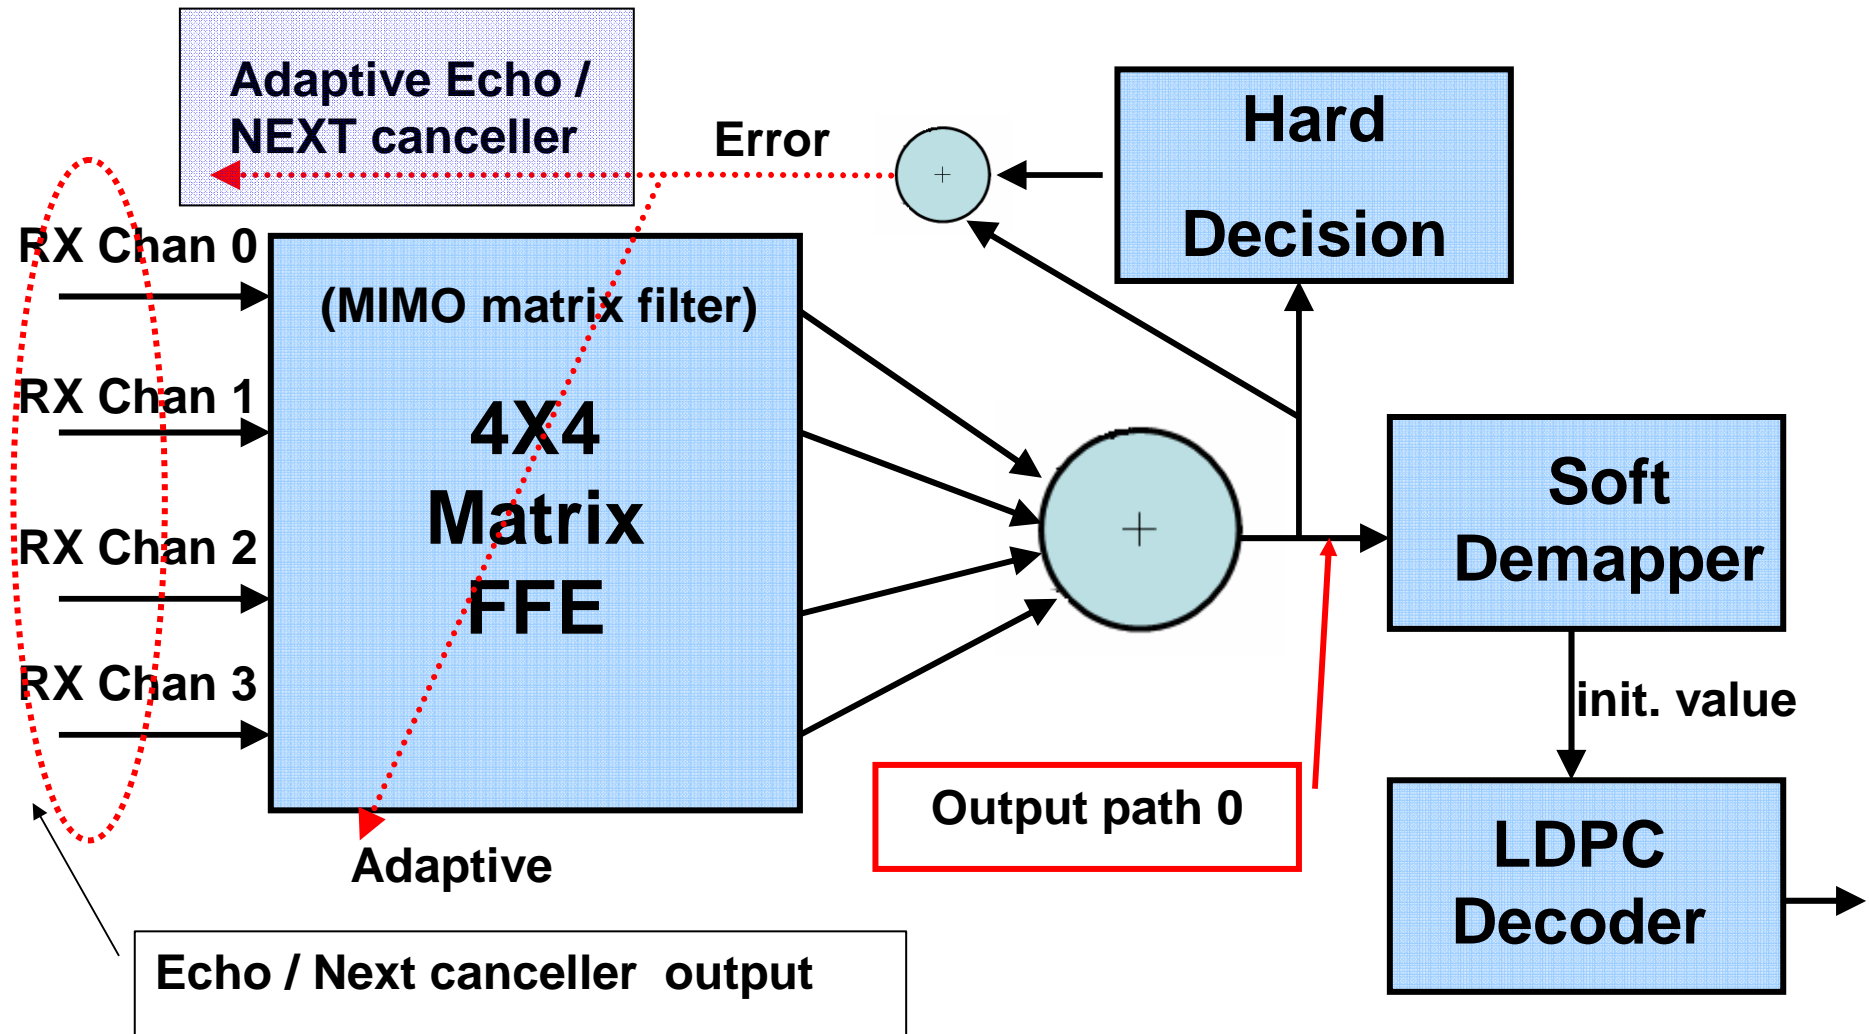 Adaptive Echo /
NEXT canceller
Error
Hard
Decision
RX Chan 0
RX Chan 1
RX Chan 2
RX Chan 3
(MIMO matrix filter)
4X4
Matrix
FFE
Adaptive
+
+
Soft
Demapper
init. value
Output path 0
LDPC
Decoder
Echo / Next canceller output